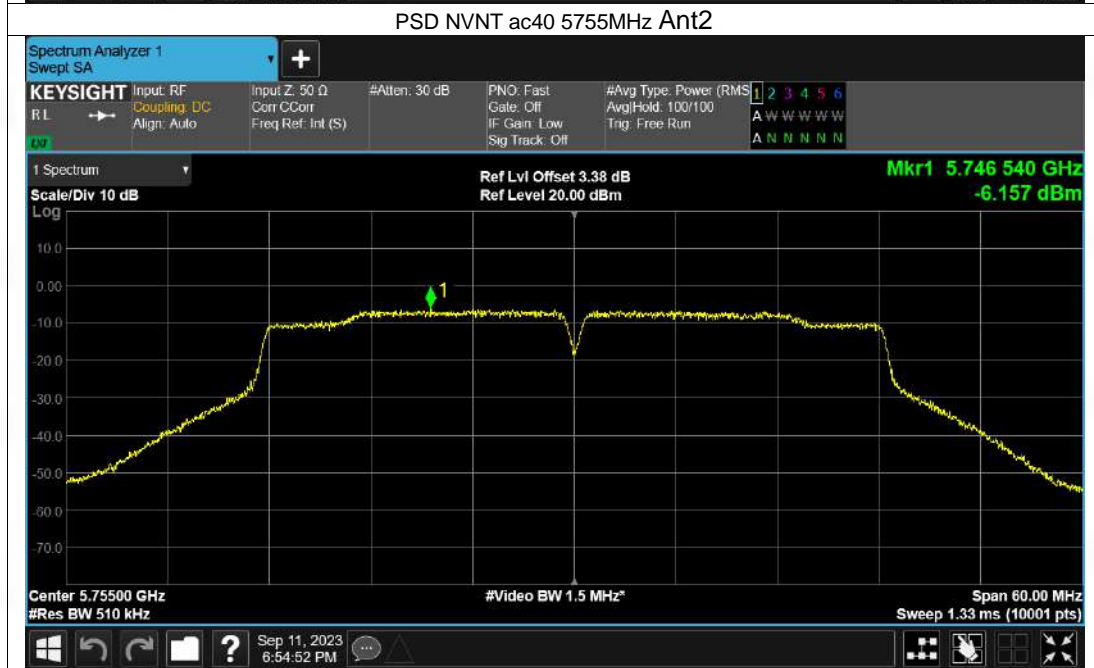 PSD NVNT ac40 5755MHz Ant2
Spectrum Analyzer 1
Swept SA
+
KEYSIGHT
RL
Input: RF
Coupling: DC
Align: Auto
Input Z: 50 Ω
Corr CCorr
Freq Ref: Int (S)
#Atten: 30 dB
PNO: Fast
Gate: Off
IF Gain: Low
Sig Track: Off
#Avg Type: Power (RMS
Avg|Hold: 100/100
Trig: Free Run
1 2 3 4 5 6
A W W W W W
A N N N N N
1 Spectrum
Scale/Div 10 dB
Log
Ref Lvl Offset 3.38 dB
Ref Level 20.00 dBm
Mkr1 5.746 540 GHz
-6.157 dBm
10.0
0.00
-10.0
-20.0
-30.0
-40.0
-50.0
-60.0
-70.0
1
Center 5.75500 GHz
#Res BW 510 kHz
#Video BW 1.5 MHz*
Span 60.00 MHz
Sweep 1.33 ms (10001 pts)
?
Sep 11, 2023
6:54:52 PM